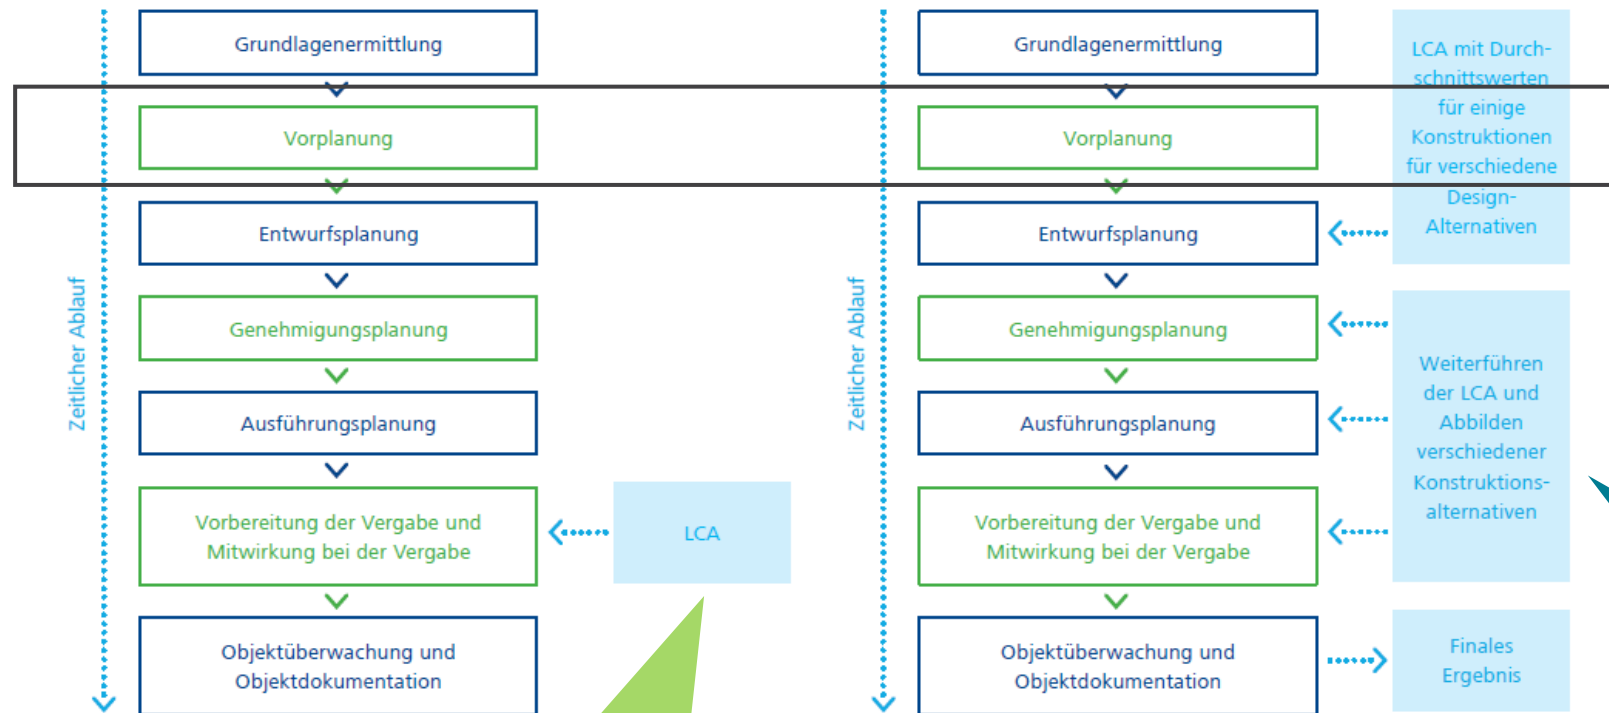 Zeitlicher Ablauf
Grundlagenermittlung
Vorplanung
Entwurfsplanung
Genehmigungsplanung
Ausführungsplanung
Vorbereitung der Vergabe und
Mitwirkung bei der Vergabe
Objektüberwachung und
Objektdokumentation
LCA
Zeitlicher Ablauf
Grundlagenermittlung
Vorplanung
Entwurfsplanung
Genehmigungsplanung
Ausführungsplanung
Vorbereitung der Vergabe und
Mitwirkung bei der Vergabe
Objektüberwachung und
Objektdokumentation
LCA mit Durch-
schnittswerten
für einige
Konstruktionen
für verschiedene
Design-
Alternativen
Weiterführen
der LCA und
Abbilden
verschiedener
Konstruktions-
alternativen
Finales
Ergebnis